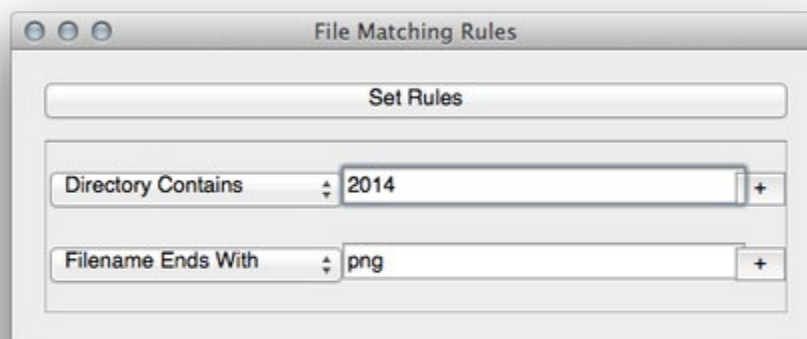 File Matching Rules
Set Rules
Directory Contains 2014 +
Filename Ends With png +